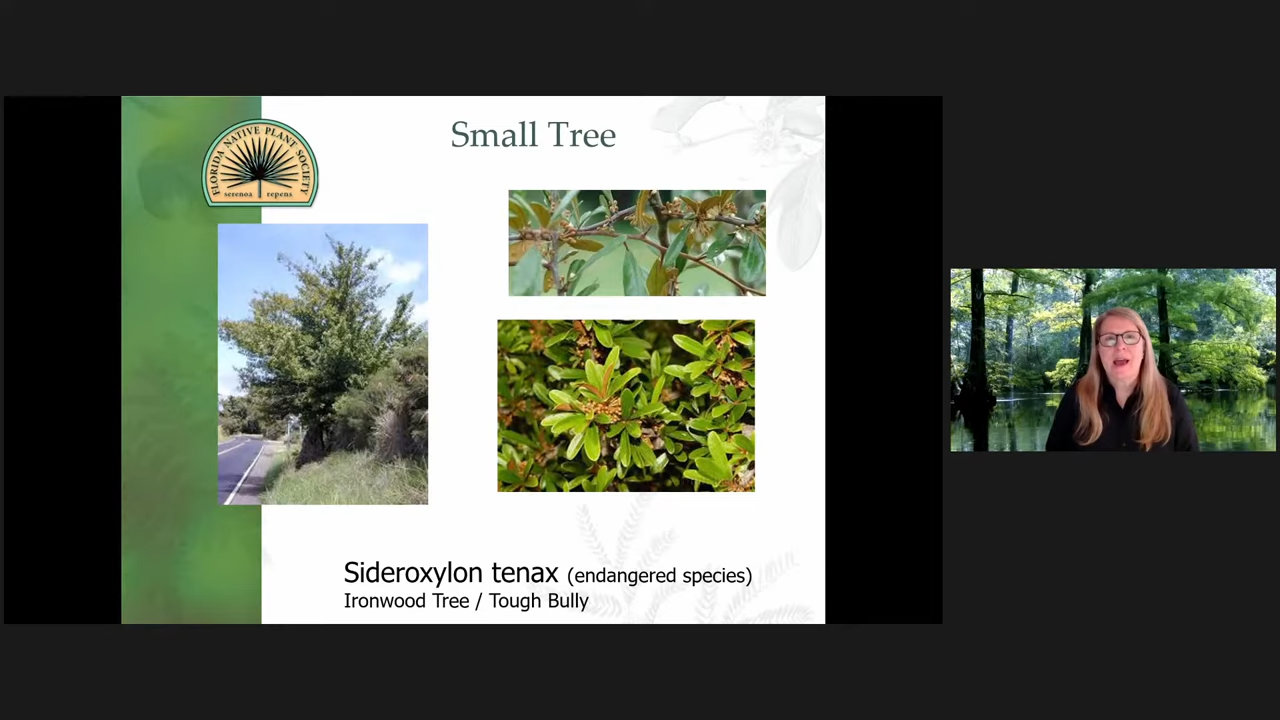 Small Tree
FLORIDA NATIVE PLANT SOCIETY
serenoa repens
Sideroxylon tenax (endangered species)
Ironwood Tree / Tough Bully